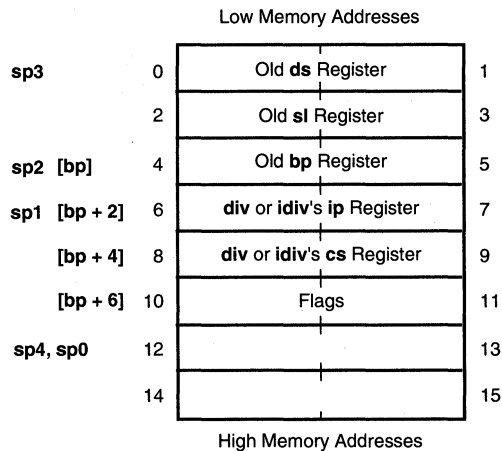 Low Memory Addresses
sp3 0 Old ds Register 1
2 Old sl Register 3
sp2 [bp] 4 Old bp Register 5
sp1 [bp + 2] 6 div or idiv's ip Register 7
[bp + 4] 8 div or idiv's cs Register 9
[bp + 6] 10 Flags 11
sp4, sp0 12 13
14 15
High Memory Addresses